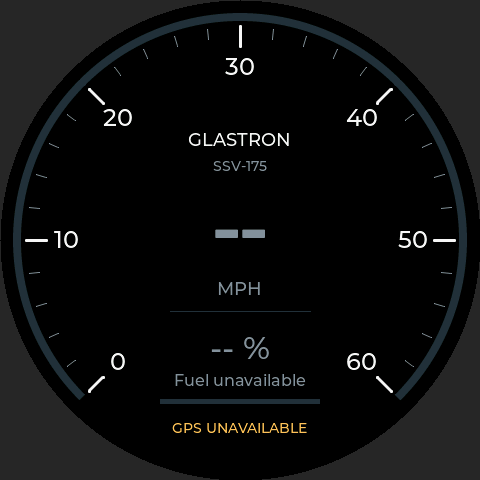 30
20
40
GLASTRON
SSV-175
10
--
50
MPH
-- %
0
60
Fuel unavailable
GPS UNAVAILABLE